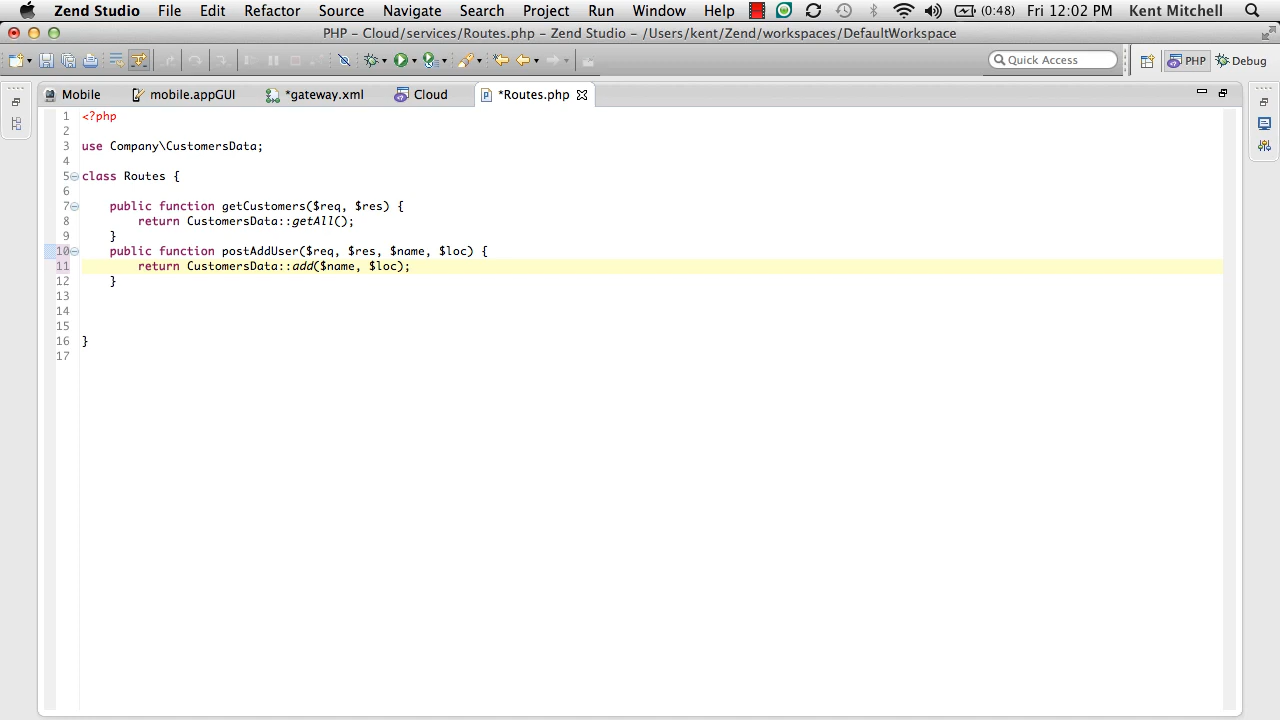 Zend Studio File Edit Refactor Source Navigate Search Project Run Window Help (0:48) Fri 12:02 PM Kent Mitchell
PHP – Cloud/services/Routes.php – Zend Studio – /Users/kent/Zend/workspaces/DefaultWorkspace
Quick Access PHP Debug
Mobile mobile.appGUI *gateway.xml Cloud *Routes.php
1 <?php
2
3 use Company\CustomersData;
4
5 class Routes {
6
7 public function getCustomers($req, $res) {
8 return CustomersData::getAll();
9 }
10 public function postAddUser($req, $res, $name, $loc) {
11 return CustomersData::add($name, $loc);
12 }
13
14
15
16 }
17